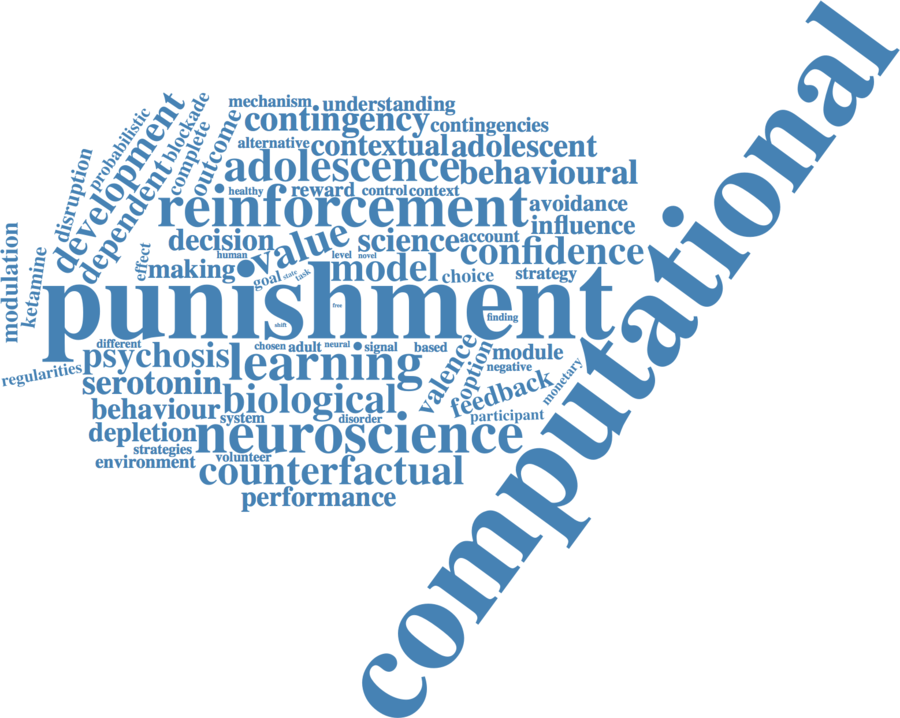 computational
mechanism understanding
contingency contingencies
alternative contextual adolescent
adolescence behavioural
healthy reward control context
reinforcement avoidance
influence
decision value science account
human level novel confidence
making goal state task model choice strategy
punishment
free
shift
finding
different chosen adult neural signal based
psychosis learning valence option module
negative
regularities serotonin feedback monetary
behaviour biological participant
system disorder
depletion neuroscience
strategies volunteer
environment counterfactual
performance
modulation
ketamine
disruption
probabilistic
development
dependent
blockade
complete
outcome
effect